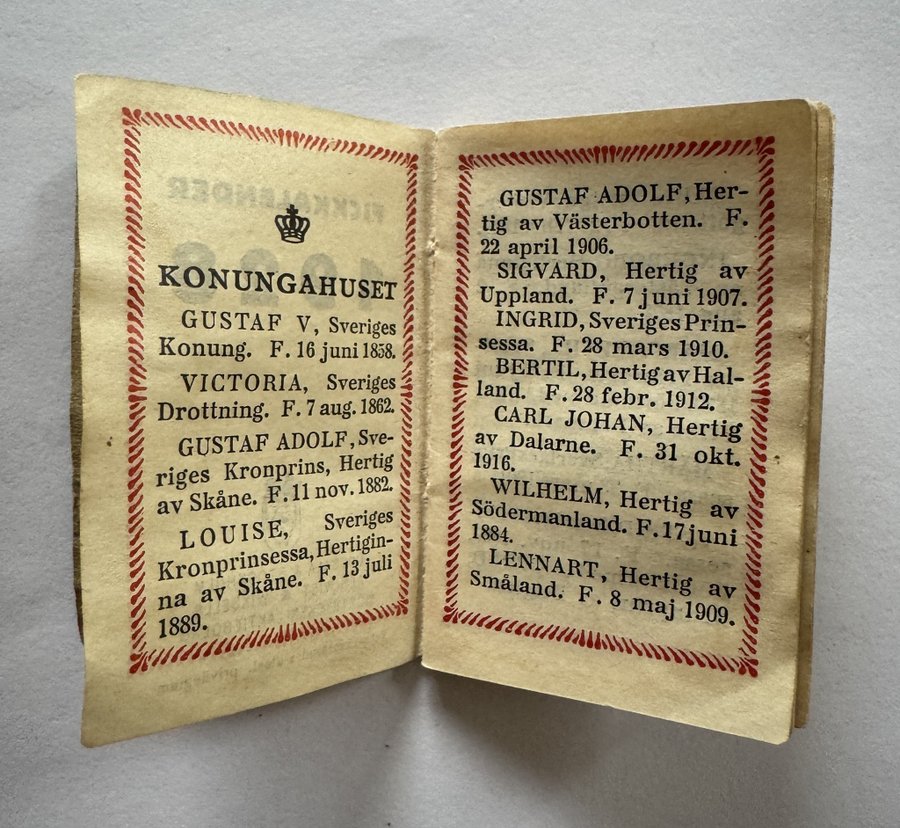 KONUNGAHUSET
GUSTAF V, Sveriges
Konung. F. 16 juni 1858.
VICTORIA, Sveriges
Drottning. F. 7 aug. 1862.
GUSTAF ADOLF, Sve-
riges Kronprins, Hertig
av Skåne. F. 11 nov. 1882.
LOUISE, Sveriges
Kronprinsessa, Hertigin-
na av Skåne. F. 13 juli
1889.
GUSTAF ADOLF, Her-
tig av Västerbotten. F.
22 april 1906.
SIGVARD, Hertig av
Uppland. F. 7 juni 1907.
INGRID, Sveriges Prin-
sessa. F. 28 mars 1910.
BERTIL, Hertig av Hal-
land. F. 28 febr. 1912.
CARL JOHAN, Hertig
av Dalarne. F. 31 okt.
1916.
WILHELM, Hertig av
Södermanland. F. 17 juni
1884.
LENNART, Hertig av
Småland. F. 8 maj 1909.